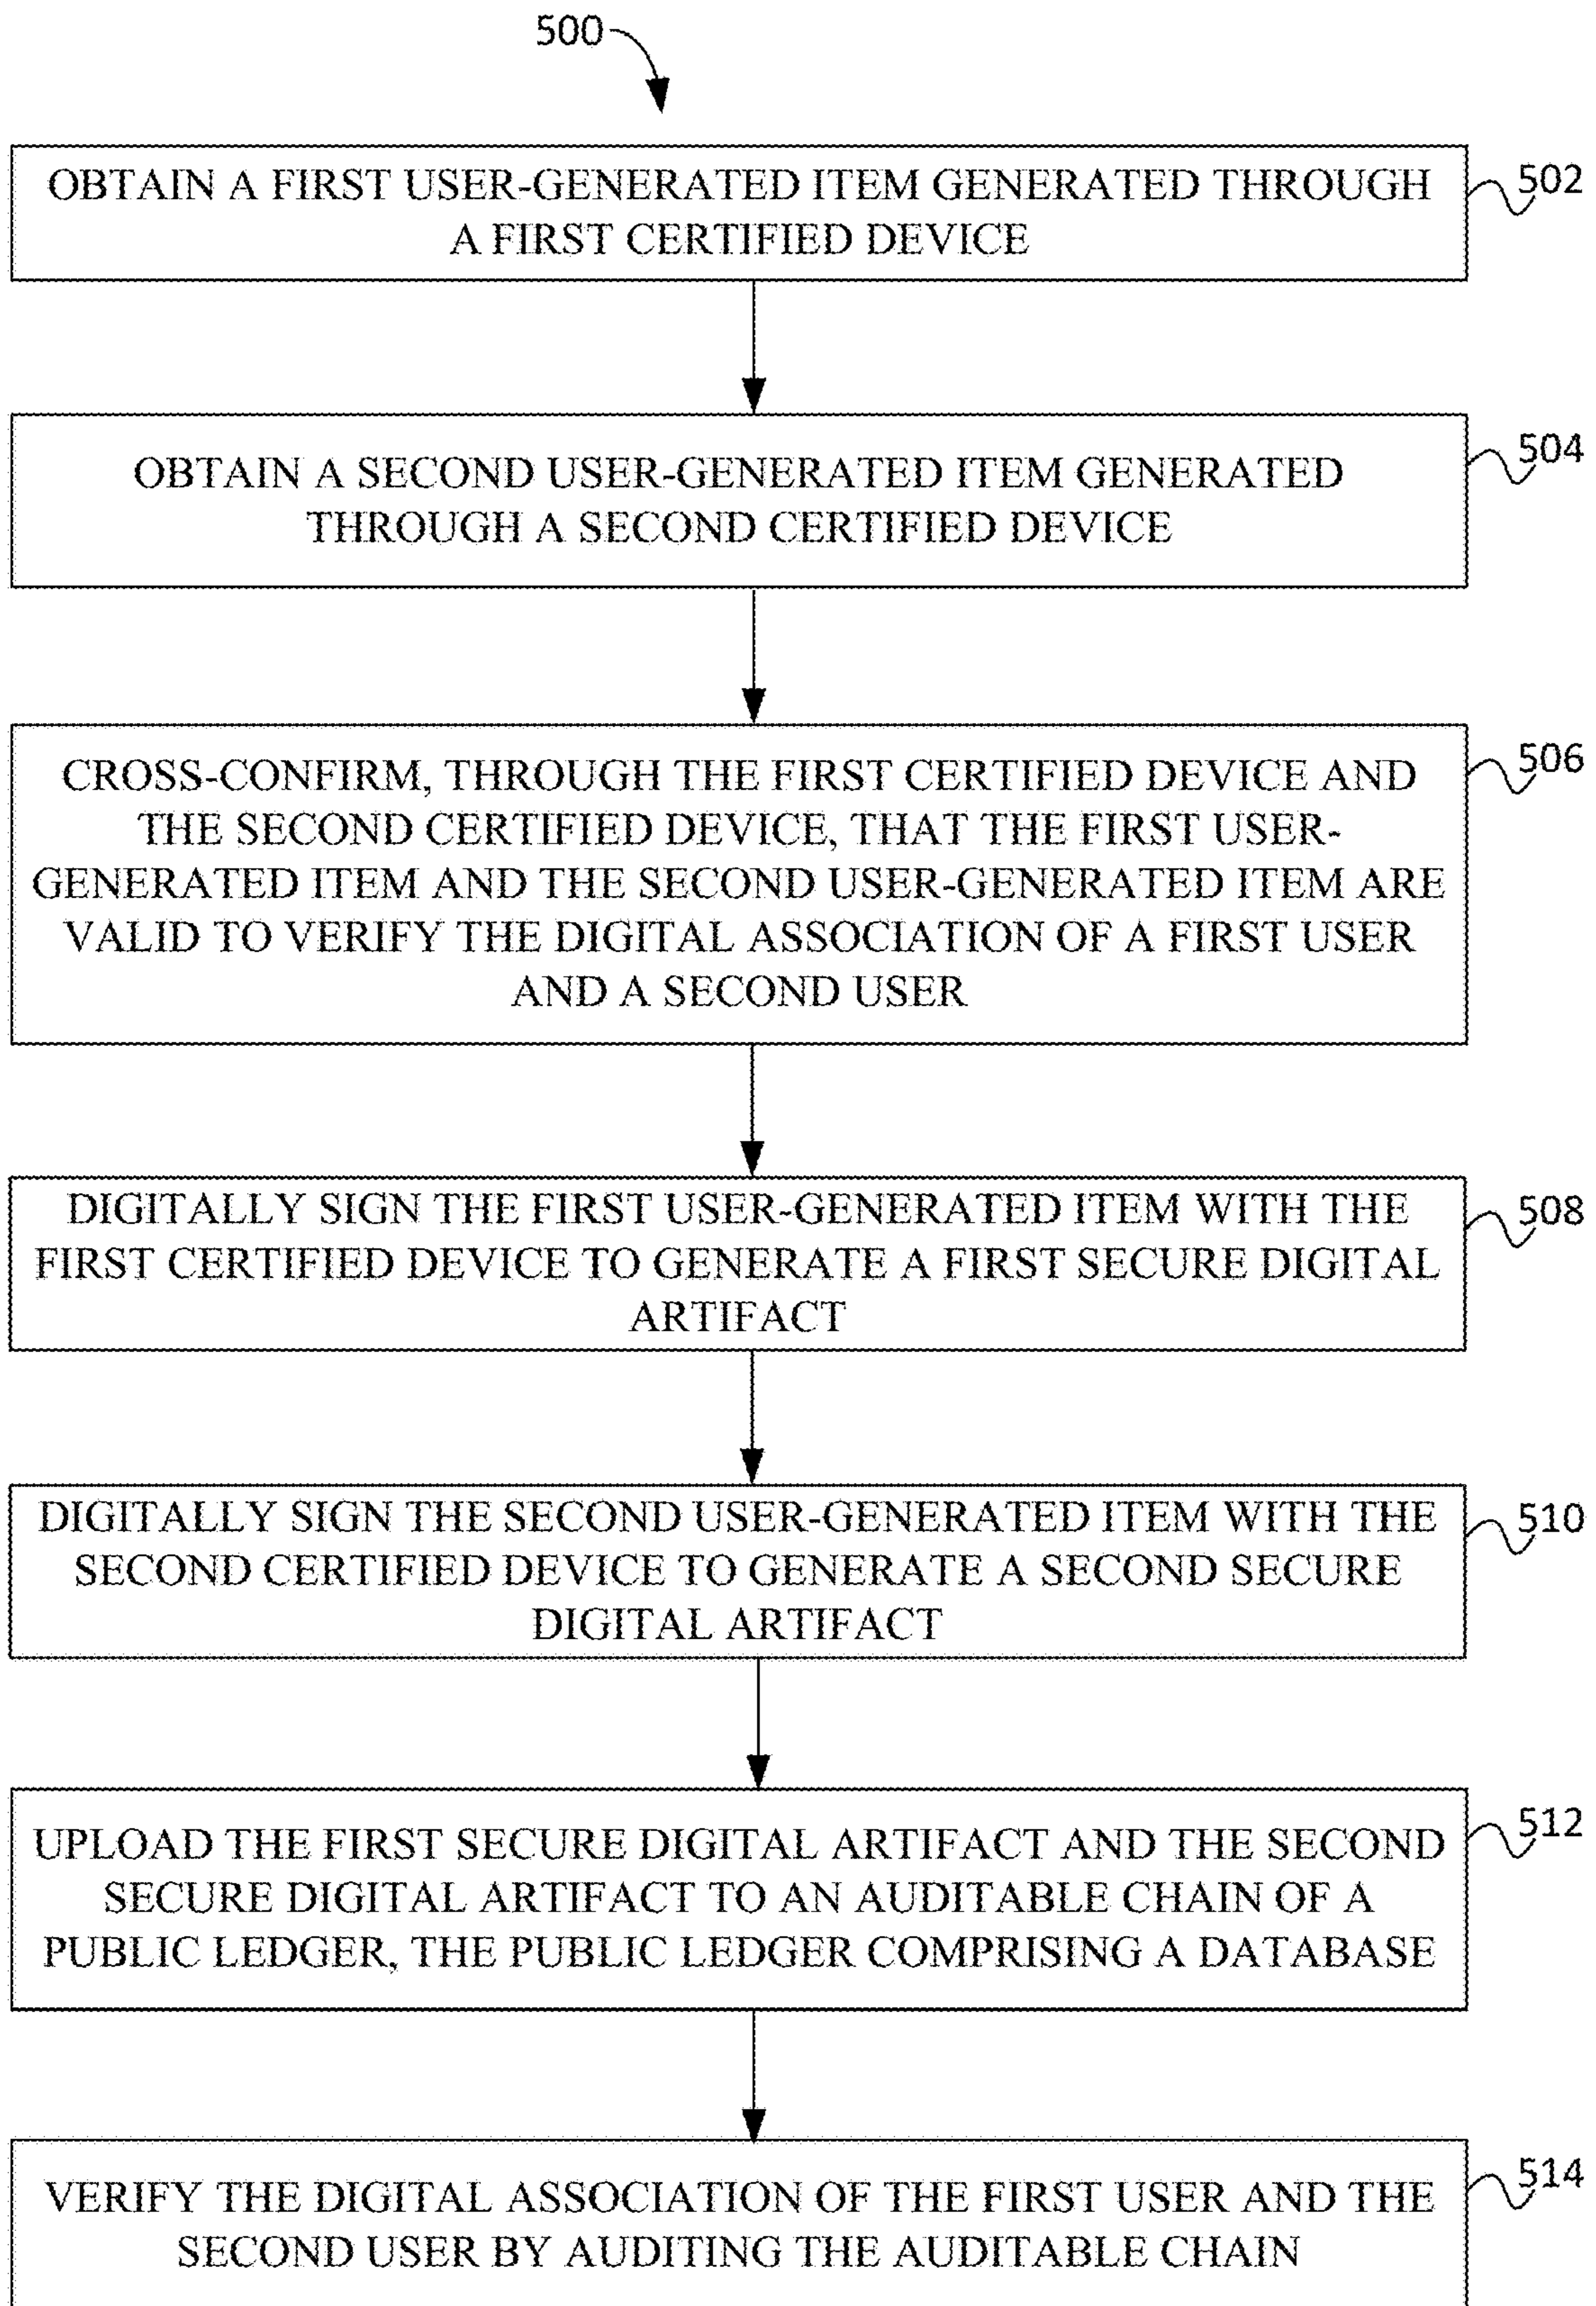 500
OBTAIN A FIRST USER-GENERATED ITEM GENERATED THROUGH
A FIRST CERTIFIED DEVICE
502
OBTAIN A SECOND USER-GENERATED ITEM GENERATED
THROUGH A SECOND CERTIFIED DEVICE
504
CROSS-CONFIRM, THROUGH THE FIRST CERTIFIED DEVICE AND
THE SECOND CERTIFIED DEVICE, THAT THE FIRST USER-
GENERATED ITEM AND THE SECOND USER-GENERATED ITEM ARE
VALID TO VERIFY THE DIGITAL ASSOCIATION OF A FIRST USER
AND A SECOND USER
506
DIGITALLY SIGN THE FIRST USER-GENERATED ITEM WITH THE
FIRST CERTIFIED DEVICE TO GENERATE A FIRST SECURE DIGITAL
ARTIFACT
508
DIGITALLY SIGN THE SECOND USER-GENERATED ITEM WITH THE
SECOND CERTIFIED DEVICE TO GENERATE A SECOND SECURE
DIGITAL ARTIFACT
510
UPLOAD THE FIRST SECURE DIGITAL ARTIFACT AND THE SECOND
SECURE DIGITAL ARTIFACT TO AN AUDITABLE CHAIN OF A
PUBLIC LEDGER, THE PUBLIC LEDGER COMPRISING A DATABASE
512
VERIFY THE DIGITAL ASSOCIATION OF THE FIRST USER AND THE
SECOND USER BY AUDITING THE AUDITABLE CHAIN
514